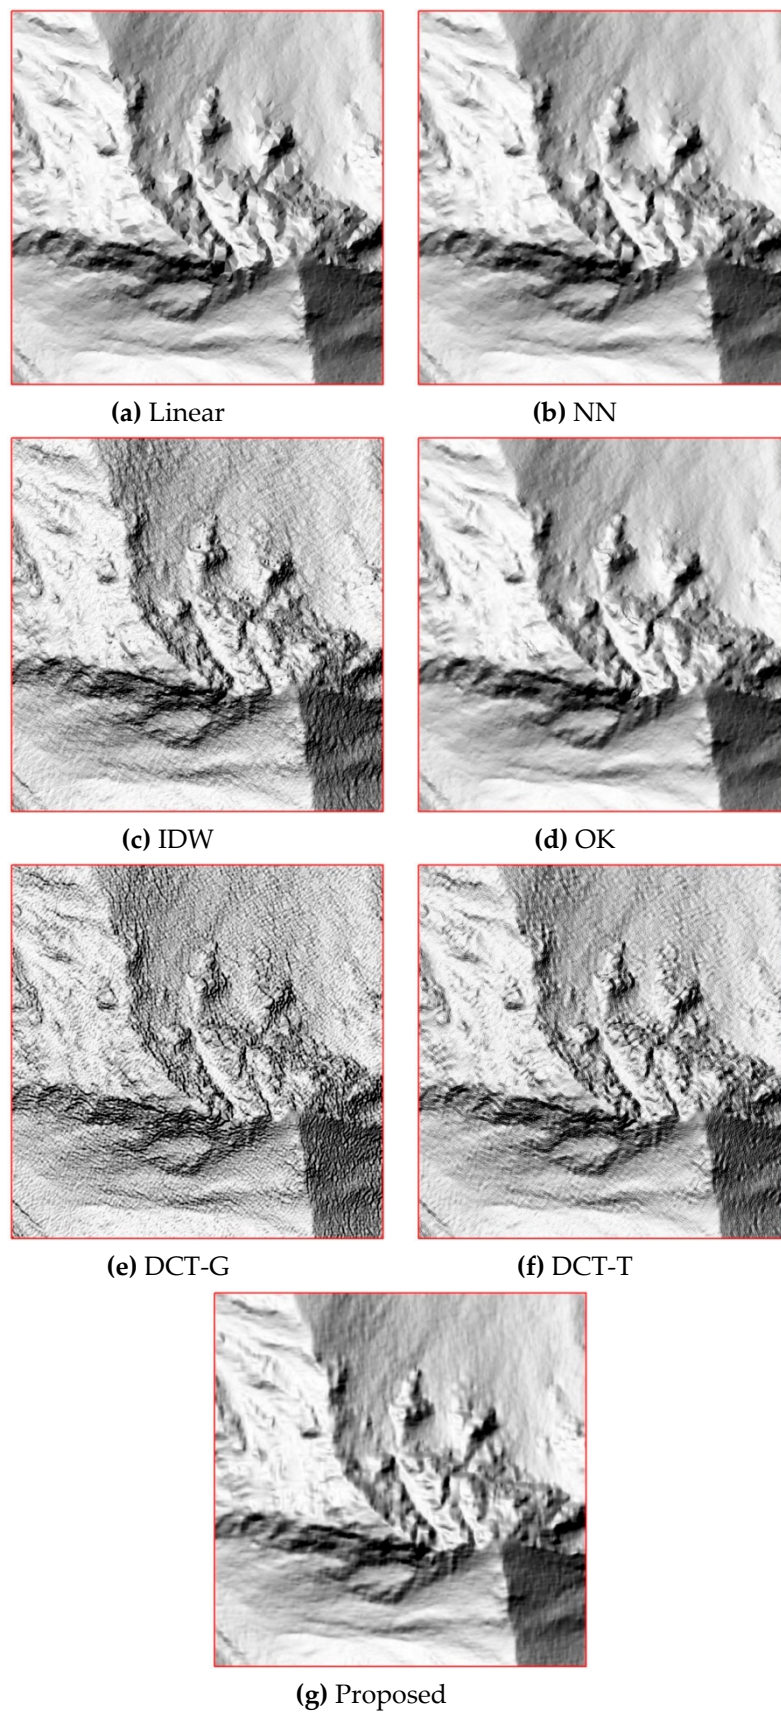 (a) Linear
(b) NN
(c) IDW
(d) OK
(e) DCT-G
(f) DCT-T
(g) Proposed